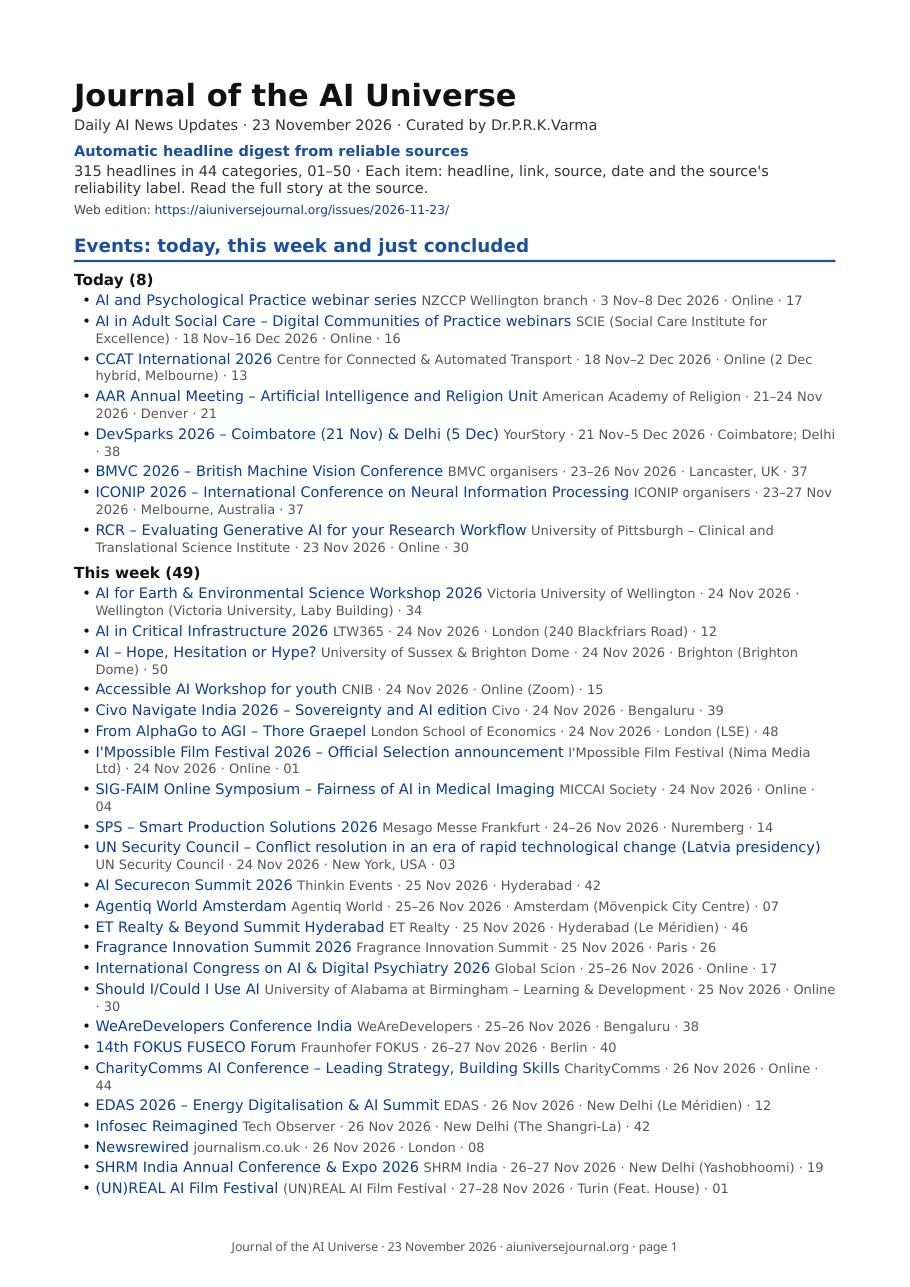 Journal of the AI Universe
Daily AI News Updates · 23 November 2026 · Curated by Dr.P.R.K.Varma
Automatic headline digest from reliable sources
315 headlines in 44 categories, 01–50 · Each item: headline, link, source, date and the source's
reliability label. Read the full story at the source.
Web edition: https://aiuniversejournal.org/issues/2026-11-23/
Events: today, this week and just concluded
Today (8)
• AI and Psychological Practice webinar series NZCCP Wellington branch · 3 Nov–8 Dec 2026 · Online · 17
• AI in Adult Social Care – Digital Communities of Practice webinars SCIE (Social Care Institute for
Excellence) · 18 Nov–16 Dec 2026 · Online · 16
• CCAT International 2026 Centre for Connected & Automated Transport · 18 Nov–2 Dec 2026 · Online (2 Dec
hybrid, Melbourne) · 13
• AAR Annual Meeting – Artificial Intelligence and Religion Unit American Academy of Religion · 21–24 Nov
2026 · Denver · 21
• DevSparks 2026 – Coimbatore (21 Nov) & Delhi (5 Dec) YourStory · 21 Nov–5 Dec 2026 · Coimbatore; Delhi
· 38
• BMVC 2026 – British Machine Vision Conference BMVC organisers · 23–26 Nov 2026 · Lancaster, UK · 37
• ICONIP 2026 – International Conference on Neural Information Processing ICONIP organisers · 23–27 Nov
2026 · Melbourne, Australia · 37
• RCR – Evaluating Generative AI for your Research Workflow University of Pittsburgh – Clinical and
Translational Science Institute · 23 Nov 2026 · Online · 30
This week (49)
• AI for Earth & Environmental Science Workshop 2026 Victoria University of Wellington · 24 Nov 2026 ·
Wellington (Victoria University, Laby Building) · 34
• AI in Critical Infrastructure 2026 LTW365 · 24 Nov 2026 · London (240 Blackfriars Road) · 12
• AI – Hope, Hesitation or Hype? University of Sussex & Brighton Dome · 24 Nov 2026 · Brighton (Brighton
Dome) · 50
• Accessible AI Workshop for youth CNIB · 24 Nov 2026 · Online (Zoom) · 15
• Civo Navigate India 2026 – Sovereignty and AI edition Civo · 24 Nov 2026 · Bengaluru · 39
• From AlphaGo to AGI – Thore Graepel London School of Economics · 24 Nov 2026 · London (LSE) · 48
• I'Mpossible Film Festival 2026 – Official Selection announcement I'Mpossible Film Festival (Nima Media
Ltd) · 24 Nov 2026 · Online · 01
• SIG-FAIM Online Symposium – Fairness of AI in Medical Imaging MICCAI Society · 24 Nov 2026 · Online ·
04
• SPS – Smart Production Solutions 2026 Mesago Messe Frankfurt · 24–26 Nov 2026 · Nuremberg · 14
• UN Security Council – Conflict resolution in an era of rapid technological change (Latvia presidency)
UN Security Council · 24 Nov 2026 · New York, USA · 03
• AI Securecon Summit 2026 Thinkin Events · 25 Nov 2026 · Hyderabad · 42
• Agentiq World Amsterdam Agentiq World · 25–26 Nov 2026 · Amsterdam (Mövenpick City Centre) · 07
• ET Realty & Beyond Summit Hyderabad ET Realty · 25 Nov 2026 · Hyderabad (Le Méridien) · 46
• Fragrance Innovation Summit 2026 Fragrance Innovation Summit · 25 Nov 2026 · Paris · 26
• International Congress on AI & Digital Psychiatry 2026 Global Scion · 25–26 Nov 2026 · Online · 17
• Should I/Could I Use AI University of Alabama at Birmingham – Learning & Development · 25 Nov 2026 · Online
· 30
• WeAreDevelopers Conference India WeAreDevelopers · 25–26 Nov 2026 · Bengaluru · 38
• 14th FOKUS FUSECO Forum Fraunhofer FOKUS · 26–27 Nov 2026 · Berlin · 40
• CharityComms AI Conference – Leading Strategy, Building Skills CharityComms · 26 Nov 2026 · Online ·
44
• EDAS 2026 – Energy Digitalisation & AI Summit EDAS · 26 Nov 2026 · New Delhi (Le Méridien) · 12
• Infosec Reimagined Tech Observer · 26 Nov 2026 · New Delhi (The Shangri-La) · 42
• Newsrewired journalism.co.uk · 26 Nov 2026 · London · 08
• SHRM India Annual Conference & Expo 2026 SHRM India · 26–27 Nov 2026 · New Delhi (Yashobhoomi) · 19
• (UN)REAL AI Film Festival (UN)REAL AI Film Festival · 27–28 Nov 2026 · Turin (Feat. House) · 01
Journal of the AI Universe · 23 November 2026 · aiuniversejournal.org · page 1